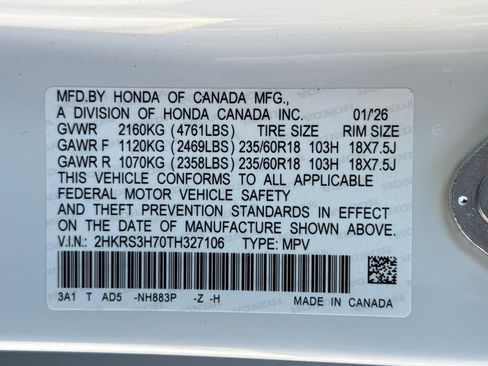 MFD.BY HONDA OF CANADA MFG.,
A DIVISION OF HONDA CANADA INC. 01/'26
GVWR 2160KG (4761LBS) TIRE SIZE RIM SIZE
GAWR F 1120KG (2469LBS) 235/60R18 103H 18X7.5J
GAWR R 1070KG (2358LBS) 235/60R18 103H 18X7.5J
THIS VEHICLE CONFORMS TO ALL APPLICABLE
FEDERAL MOTOR VEHICLE SAFETY
AND THEFT PREVENTION STANDARDS IN EFFECT
ON THE DATE OF MANUFACTURE SHOWN ABOVE.
V.I.N.: 2HKRS3H70TH327106 TYPE: MPV
3A1 T AD5 -NH883P -Z -H MADE IN CANADA